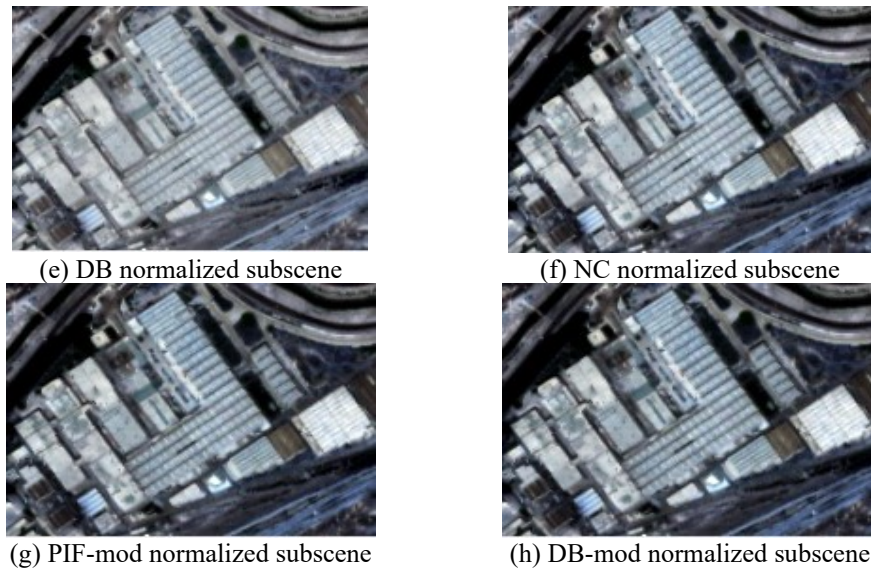 (e) DB normalized subscene
(f) NC normalized subscene
(g) PIF-mod normalized subscene
(h) DB-mod normalized subscene